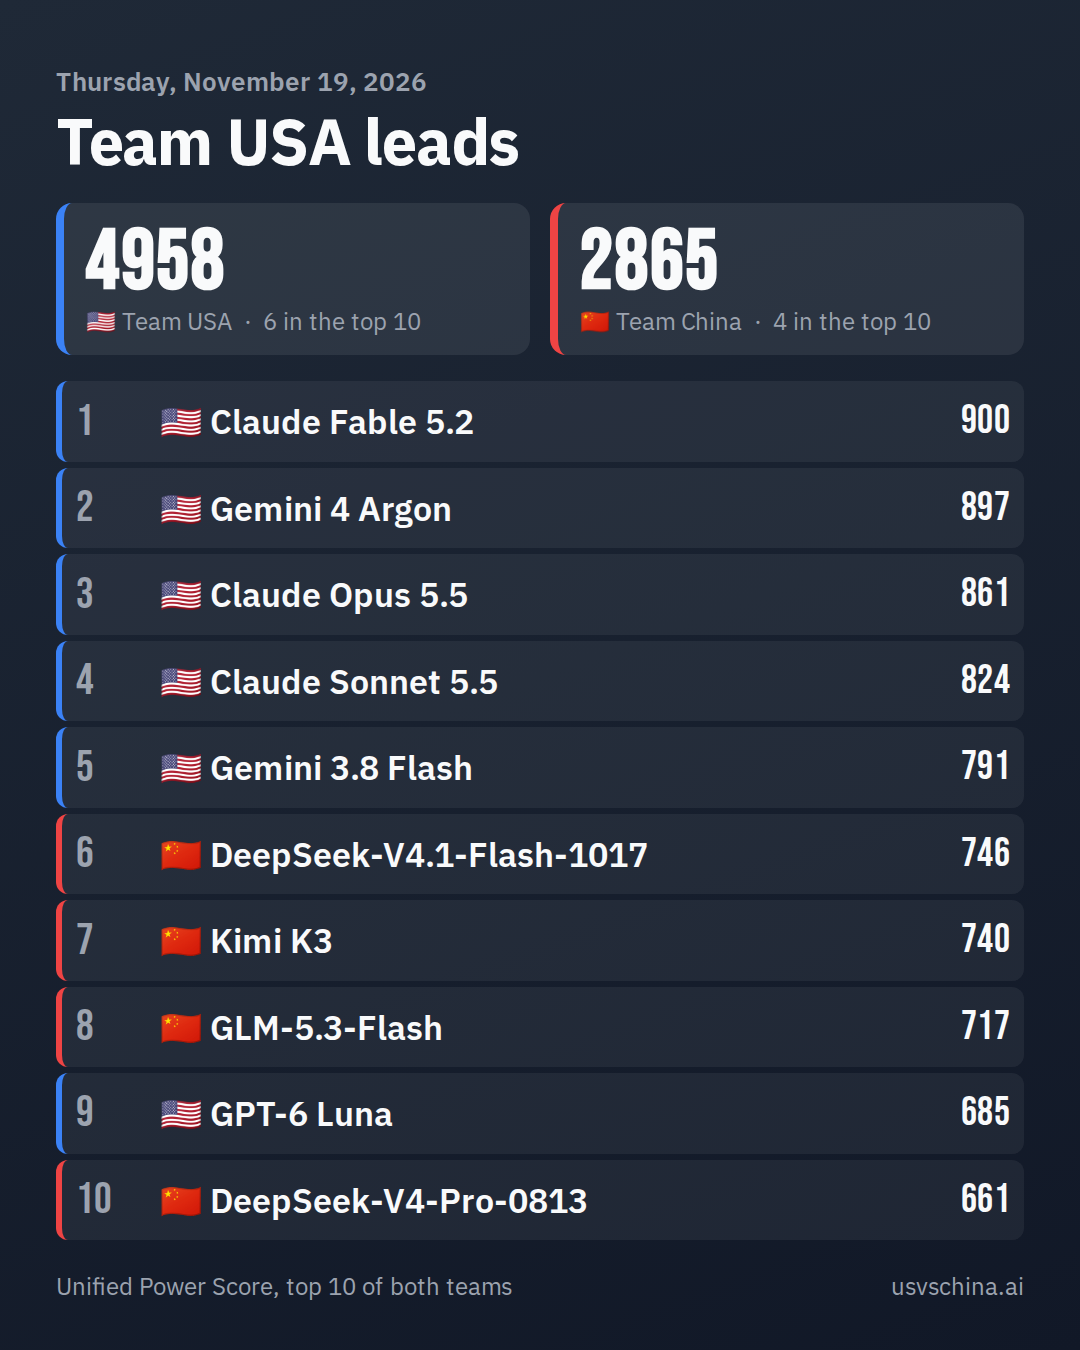 Thursday, November 19, 2026
Team USA leads
4958
🇺🇸 Team USA · 6 in the top 10
2865
🇨🇳 Team China · 4 in the top 10
1 🇺🇸 Claude Fable 5.2 900
2 🇺🇸 Gemini 4 Argon 897
3 🇺🇸 Claude Opus 5.5 861
4 🇺🇸 Claude Sonnet 5.5 824
5 🇺🇸 Gemini 3.8 Flash 791
6 🇨🇳 DeepSeek-V4.1-Flash-1017 746
7 🇨🇳 Kimi K3 740
8 🇨🇳 GLM-5.3-Flash 717
9 🇺🇸 GPT-6 Luna 685
10 🇨🇳 DeepSeek-V4-Pro-0813 661
Unified Power Score, top 10 of both teams usvschina.ai